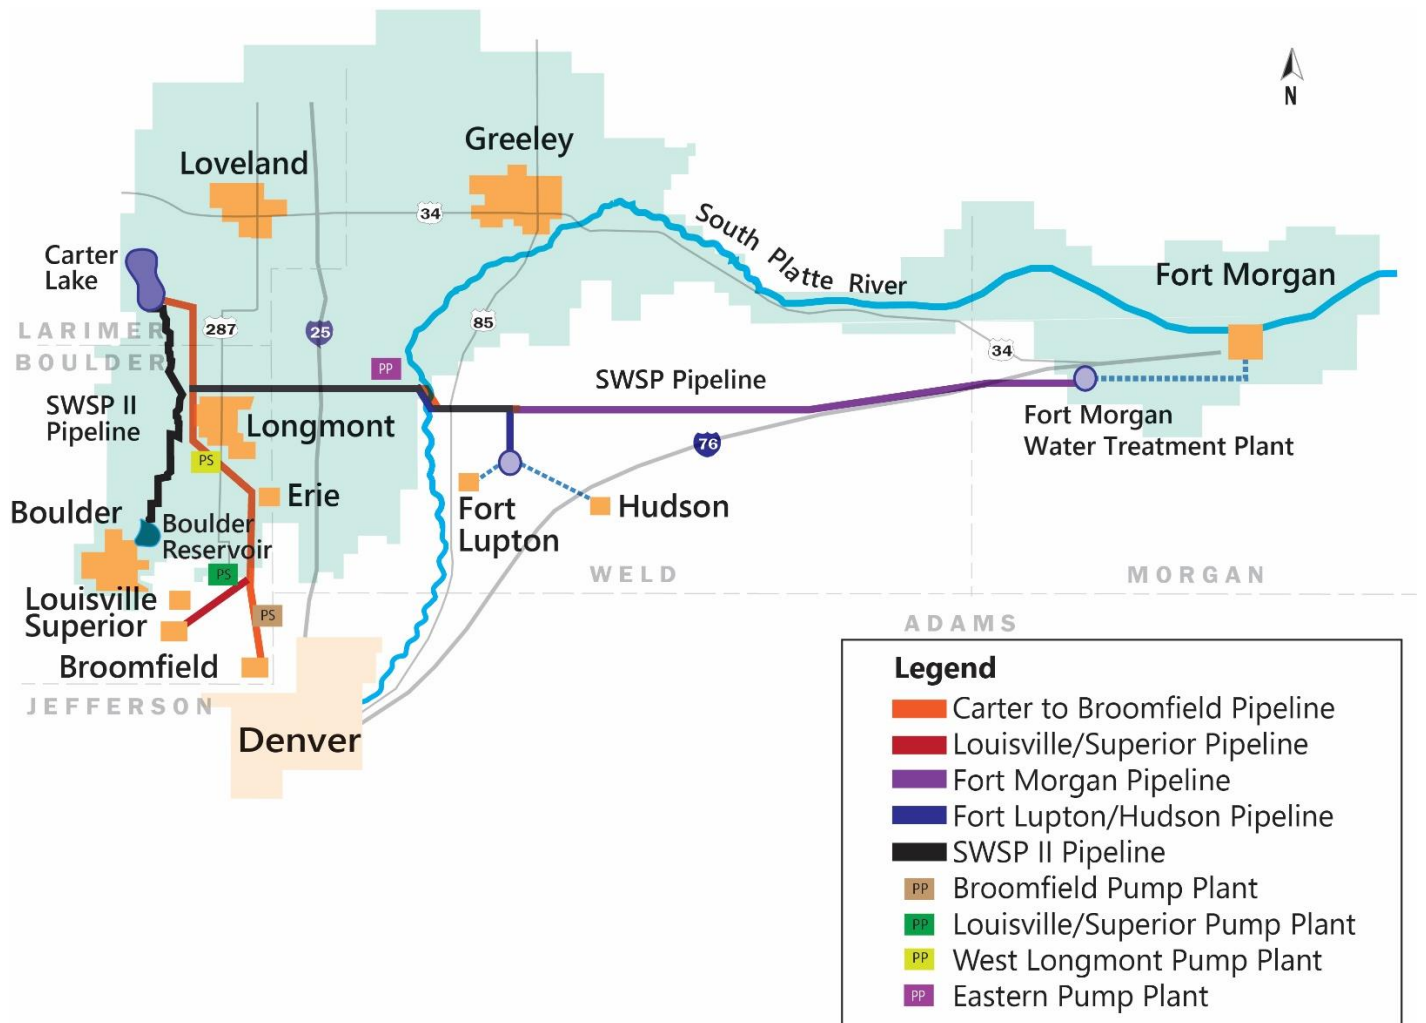 N
Greeley
Loveland
34
South Platte River
Carter
Lake
Fort Morgan
LARIMER
287
25
85
BOULDER
34
PP
SWSP Pipeline
SWSP II
Pipeline
Longmont
Fort Morgan
Water Treatment Plant
76
PS
Erie
Hudson
Fort
Lupton
Boulder
Boulder
Reservoir
PS
WELD
MORGAN
Louisville
Superior
PS
ADAMS
Broomfield
JEFFERSON
Denver
Legend
Carter to Broomfield Pipeline
Louisville/Superior Pipeline
Fort Morgan Pipeline
Fort Lupton/Hudson Pipeline
SWSP II Pipeline
PP Broomfield Pump Plant
PP Louisville/Superior Pump Plant
PP West Longmont Pump Plant
PP Eastern Pump Plant